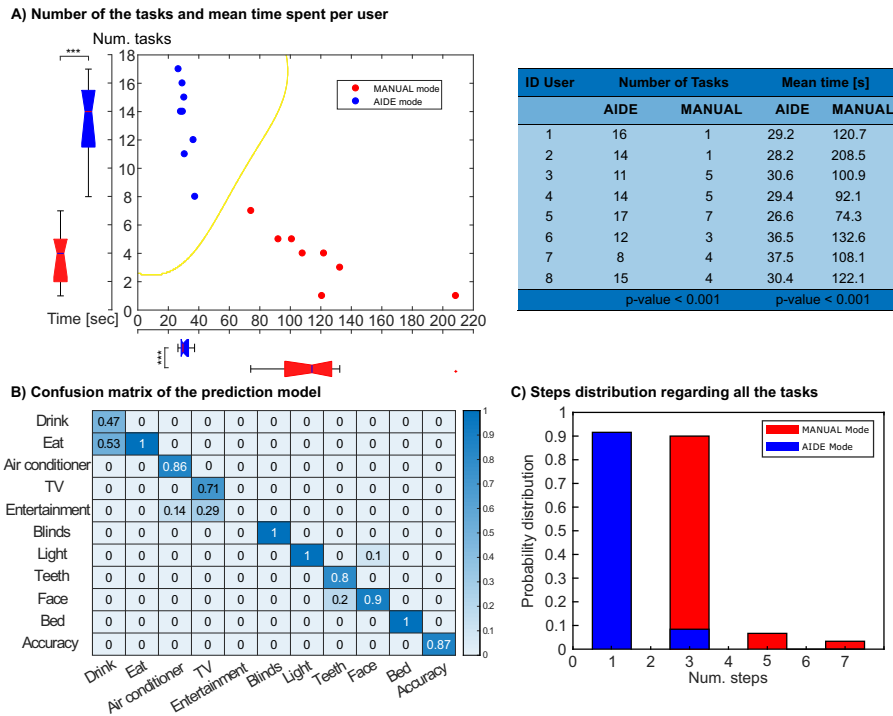 A) Number of the tasks and mean time spent per user
Num. tasks
***
18
16
14
12
10
8
6
4
2
0
MANUAL mode
AIDE mode
Time [sec]
0 20 40 60 80 100 120 140 160 180 200 220
***
ID User Number of Tasks Mean time [s]
AIDE MANUAL AIDE MANUAL
1 16 1 29.2 120.7
2 14 1 28.2 208.5
3 11 5 30.6 100.9
4 14 5 29.4 92.1
5 17 7 26.6 74.3
6 12 3 36.5 132.6
7 8 4 37.5 108.1
8 15 4 30.4 122.1
p-value < 0.001 p-value < 0.001
B) Confusion matrix of the prediction model
Drink 0.47 0 0 0 0 0 0 0 0 0 0
Eat 0.53 1 0 0 0 0 0 0 0 0 0
Air conditioner 0 0 0.86 0 0 0 0 0 0 0 0
TV 0 0 0 0.71 0 0 0 0 0 0 0
Entertainment 0 0 0.14 0.29 0 0 0 0 0 0 0
Blinds 0 0 0 0 0 1 0 0 0 0 0
Light 0 0 0 0 0 0 1 0 0.1 0 0
Teeth 0 0 0 0 0 0 0 0.8 0 0 0
Face 0 0 0 0 0 0 0 0.2 0.9 0 0
Bed 0 0 0 0 0 0 0 0 0 1 0
Accuracy 0 0 0 0 0 0 0 0 0 0 0.87
Drink Eat Air conditioner TV Entertainment Blinds Light Teeth Face Bed Accuracy
1
0.9
0.8
0.7
0.6
0.5
0.4
0.3
0.2
0.1
0
C) Steps distribution regarding all the tasks
Probability distribution
1
0.9
0.8
0.7
0.6
0.5
0.4
0.3
0.2
0.1
0
MANUAL Mode
AIDE Mode
0 1 2 3 4 5 6 7
Num. steps